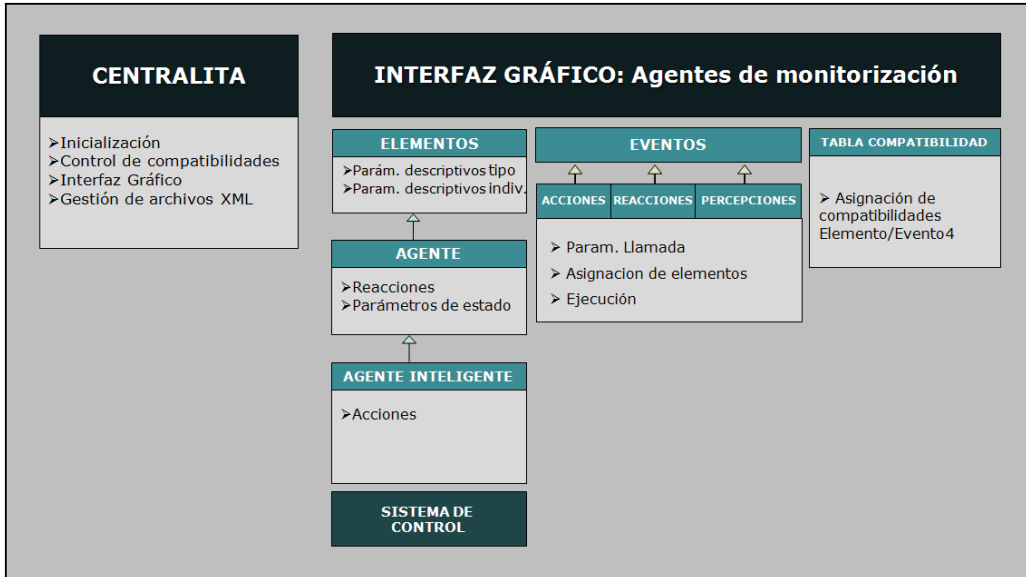 CENTRALITA
➢Inicialización
➢Control de compatibilidades
➢Interfaz Gráfico
➢Gestión de archivos XML
INTERFAZ GRÁFICO: Agentes de monitorización
ELEMENTOS
➢Parám. descriptivos tipo
➢Param. descriptivos indiv.
AGENTE
➢Reacciones
➢Parámetros de estado
AGENTE INTELIGENTE
➢Acciones
SISTEMA DE
CONTROL
EVENTOS
ACCIONES
REACCIONES
PERCEPCIONES
➢ Param. Llamada
➢ Asignacion de elementos
➢ Ejecución
TABLA COMPATIBILIDAD
➢ Asignación de
compatibilidades
Elemento/Evento4